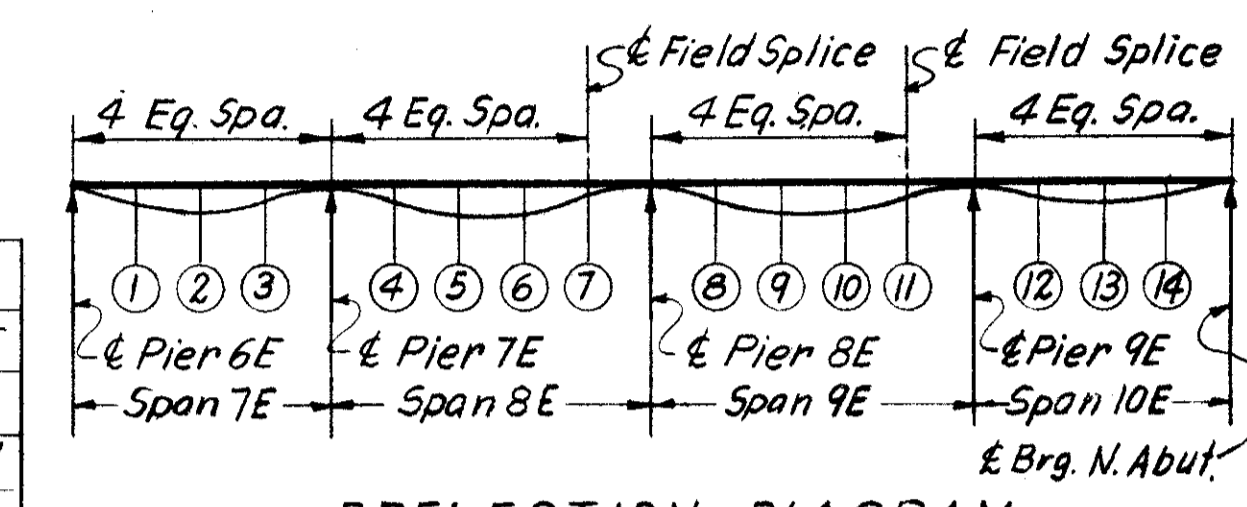 ℄ Field Splice ℄ Field Splice
4 Eq. Spa. 4 Eq. Spa. 4 Eq. Spa. 4 Eq. Spa.
1 2 3 4 5 6 7 8 9 10 11 12 13 14
℄ Pier 6E ℄ Pier 7E ℄ Pier 8E ℄ Pier 9E
Span 7E Span 8E Span 9E Span 10E
℄ Brg. N. Abut.